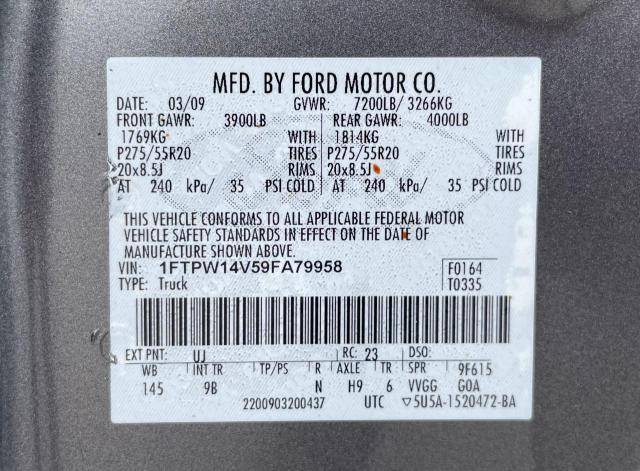 MFD. BY FORD MOTOR CO.
DATE: 03/09 GVWR: 7200LB/ 3266KG
FRONT GAWR: 3900LB REAR GAWR: 4000LB
1769KG WITH 1814KG WITH
P275/55R20 TIRES P275/55R20 TIRES
20x8.5J RIMS 20x8.5J RIMS
AT 240 kPa/ 35 PSI COLD AT 240 kPa/ 35 PSI COLD
THIS VEHICLE CONFORMS TO ALL APPLICABLE FEDERAL MOTOR
VEHICLE SAFETY STANDARDS IN EFFECT ON THE DATE OF
MANUFACTURE SHOWN ABOVE.
VIN: 1FTPW14V59FA79958 F0164
TYPE: Truck T0335
EXT PNT: UJ RC: 23 DSO:
WB INT TR TP/PS R AXLE TR SPR 9F615
145 9B N H9 6 VVGG GOA
2200903200437 UTC ▽5U5A-1520472-BA